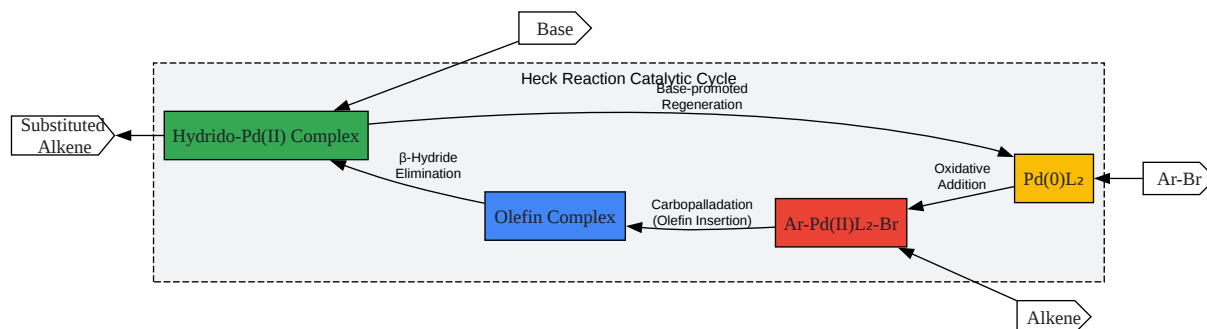 Base
Heck Reaction Catalytic Cycle
Base-promoted
Regeneration
Substituted
Alkene
Hydrido-Pd(II) Complex
β-Hydride
Elimination
Oxidative
Addition
Pd(0)L₂
Ar-Br
Olefin Complex
Carbopalladation
(Olefin Insertion)
Ar-Pd(II)L₂-Br
Alkene